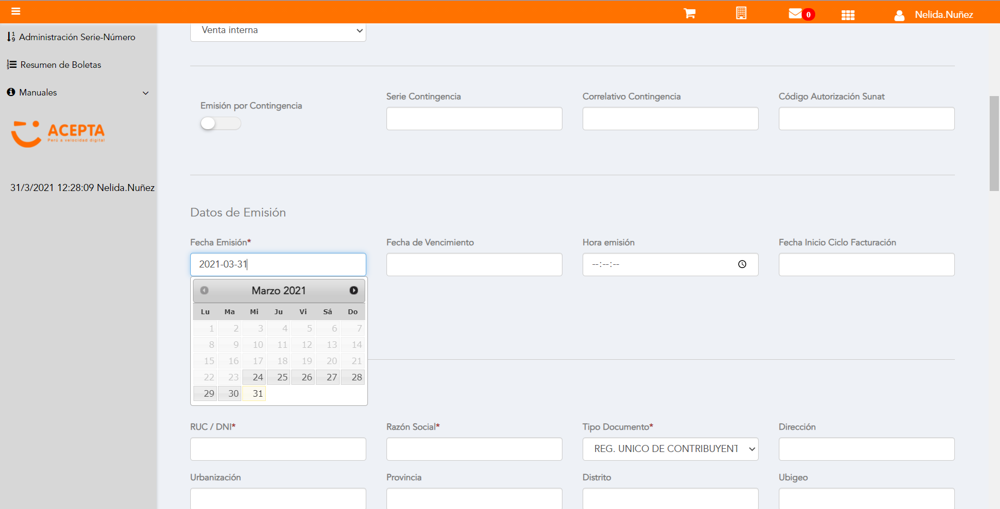 0
Nelida.Nuñez
Administración Serie-Número
Resumen de Boletas
Manuales
ACEPTA
Perú a velocidad digital
31/3/2021 12:28:09 Nelida.Nuñez
Venta interna
Emisión por Contingencia
Serie Contingencia
Correlativo Contingencia
Código Autorización Sunat
Datos de Emisión
Fecha Emisión*
Fecha de Vencimiento
Hora emisión
Fecha Inicio Ciclo Facturación
2021-03-31
--:--:--
Marzo 2021
Lu Ma Mi Ju Vi Sá Do
1 2 3 4 5 6 7
8 9 10 11 12 13 14
15 16 17 18 19 20 21
22 23 24 25 26 27 28
29 30 31
RUC / DNI*
Razón Social*
Tipo Documento*
Dirección
REG. UNICO DE CONTRIBUYENT
Urbanización
Provincia
Distrito
Ubigeo